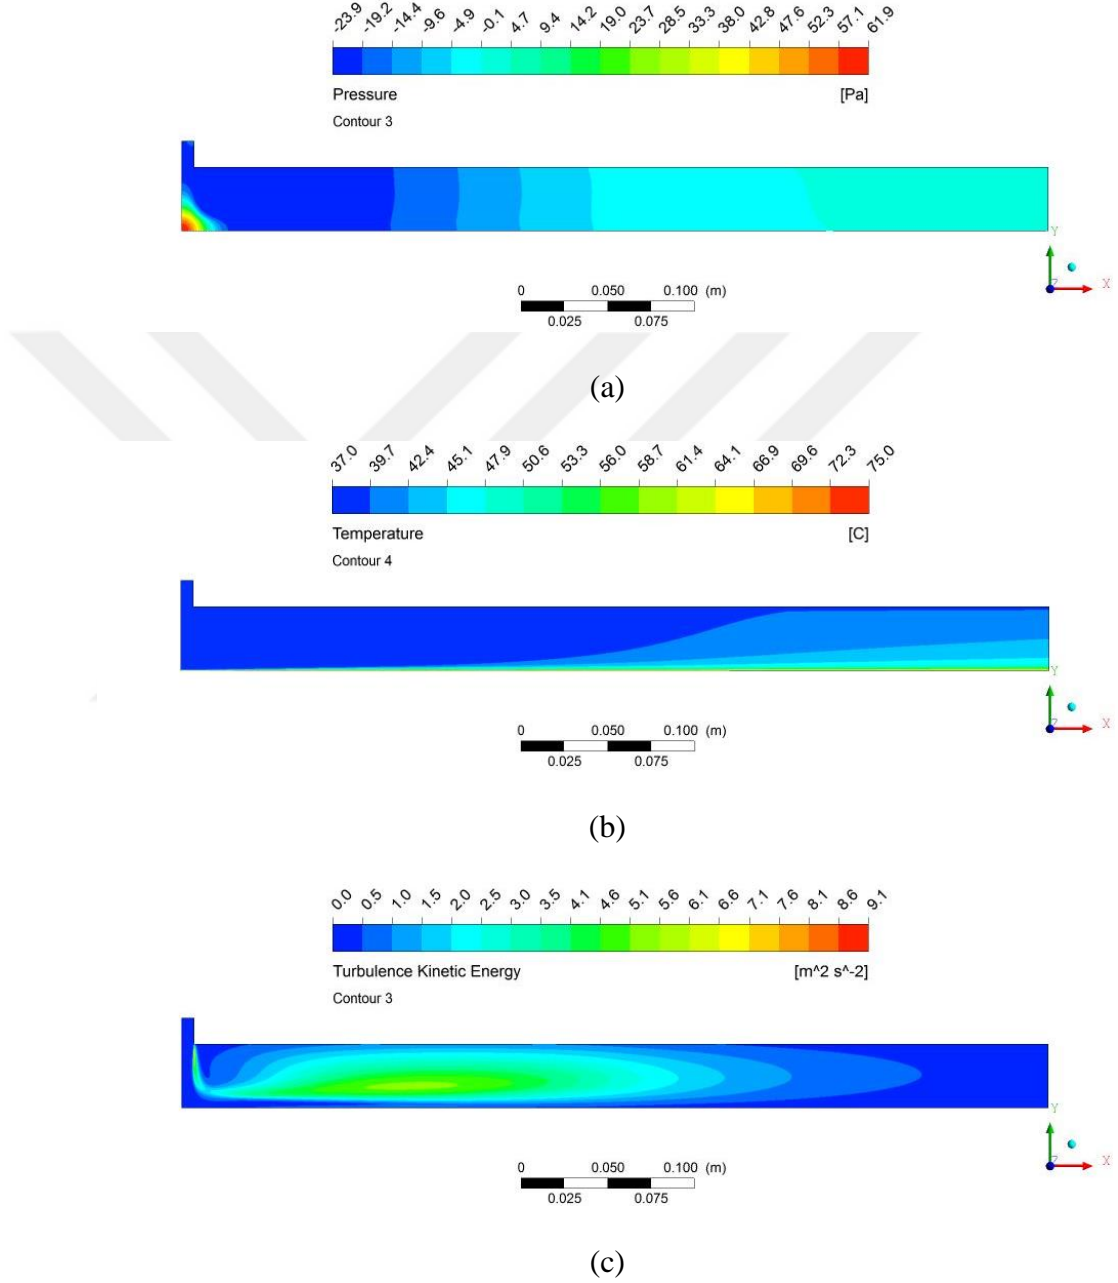 -23.9 -19.2 -14.4 -9.6 -4.9 -0.1 4.7 9.4 14.2 19.0 23.7 28.5 33.3 38.0 42.8 47.6 52.3 57.1 61.9
Pressure [Pa]
Contour 3
Y
Z X
0 0.050 0.100 (m)
0.025 0.075
(a)
37.0 39.7 42.4 45.1 47.9 50.6 53.3 56.0 58.7 61.4 64.1 66.9 69.6 72.3 75.0
Temperature [C]
Contour 4
Y
Z X
0 0.050 0.100 (m)
0.025 0.075
(b)
0.0 0.5 1.0 1.5 2.0 2.5 3.0 3.5 4.1 4.6 5.1 5.6 6.1 6.6 7.1 7.6 8.1 8.6 9.1
Turbulence Kinetic Energy [m^2 s^-2]
Contour 3
Y
Z X
0 0.050 0.100 (m)
0.025 0.075
(c)